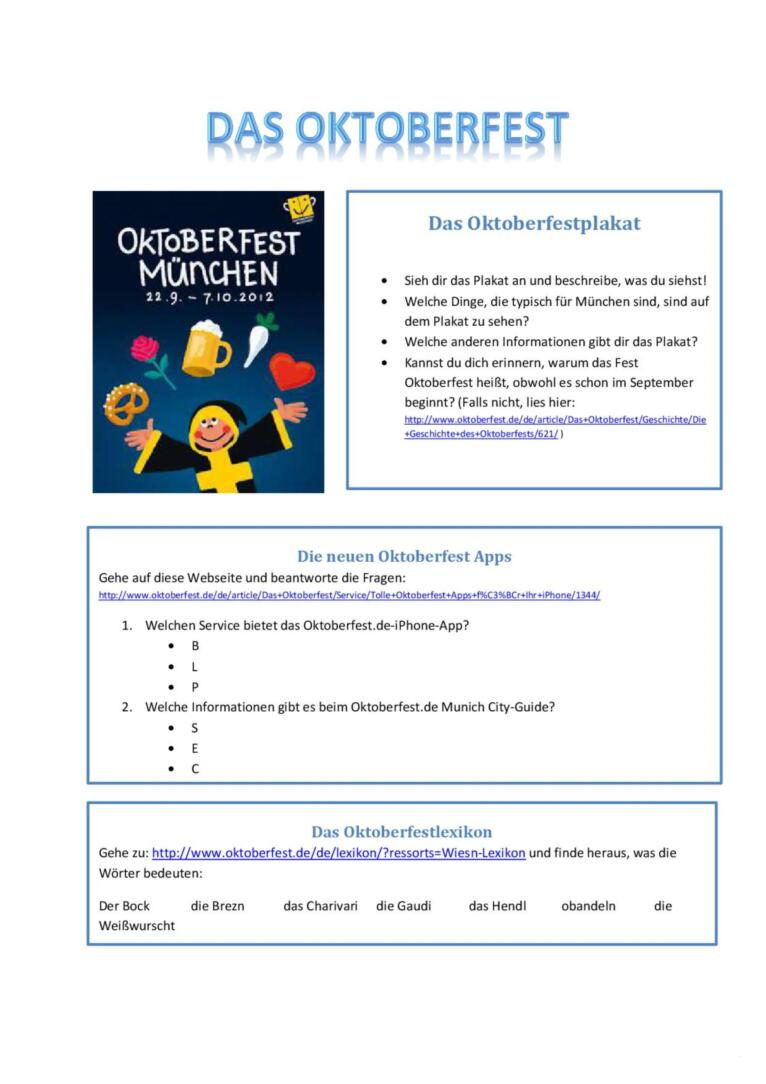 DAS OKTOBERFEST
OKTOBERFEST
MÜNCHEN
22.9. – 7.10.2012
Das Oktoberfestplakat
• Sieh dir das Plakat an und beschreibe, was du siehst!
• Welche Dinge, die typisch für München sind, sind auf
dem Plakat zu sehen?
• Welche anderen Informationen gibt dir das Plakat?
• Kannst du dich erinnern, warum das Fest
Oktoberfest heißt, obwohl es schon im September
beginnt? (Falls nicht, lies hier:
http://www.oktoberfest.de/de/article/Das+Oktoberfest/Geschichte/Die
+Geschichte+des+Oktoberfests/621/ )
Die neuen Oktoberfest Apps
Gehe auf diese Webseite und beantworte die Fragen:
http://www.oktoberfest.de/de/article/Das+Oktoberfest/Service/Tolle+Oktoberfest+Apps+f%C3%BCr+Ihr+iPhone/1344/
1. Welchen Service bietet das Oktoberfest.de-iPhone-App?
• B
• L
• P
2. Welche Informationen gibt es beim Oktoberfest.de Munich City-Guide?
• S
• E
• C
Das Oktoberfestlexikon
Gehe zu: http://www.oktoberfest.de/de/lexikon/?ressorts=Wiesn-Lexikon und finde heraus, was die
Wörter bedeuten:
Der Bock die Brezn das Charivari die Gaudi das Hendl obandeln die
Weißwurscht